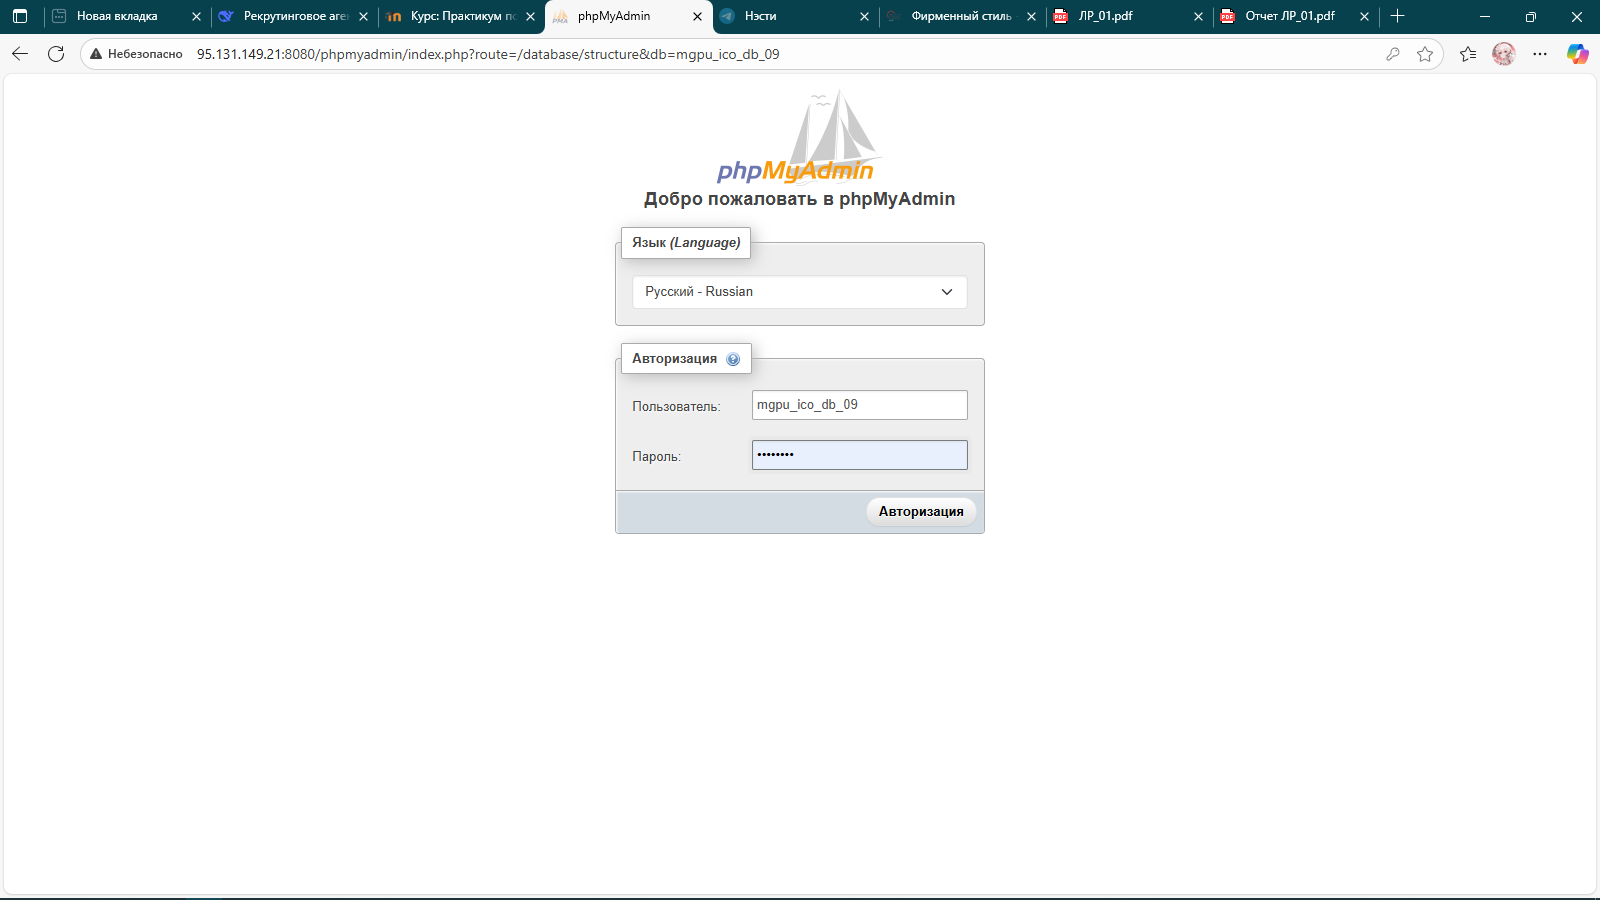 Новая вкладка
Рекрутинговое аге
Курс: Практикум по
phpMyAdmin
Нэсти
Фирменный стиль
ЛР_01.pdf
Отчет ЛР_01.pdf
Небезопасно
95.131.149.21:8080/phpmyadmin/index.php?route=/database/structure&db=mgpu_ico_db_09
phpMyAdmin
Добро пожаловать в phpMyAdmin
Язык (Language)
Русский - Russian
Авторизация
Пользователь:
mgpu_ico_db_09
Пароль:
••••••••
Авторизация